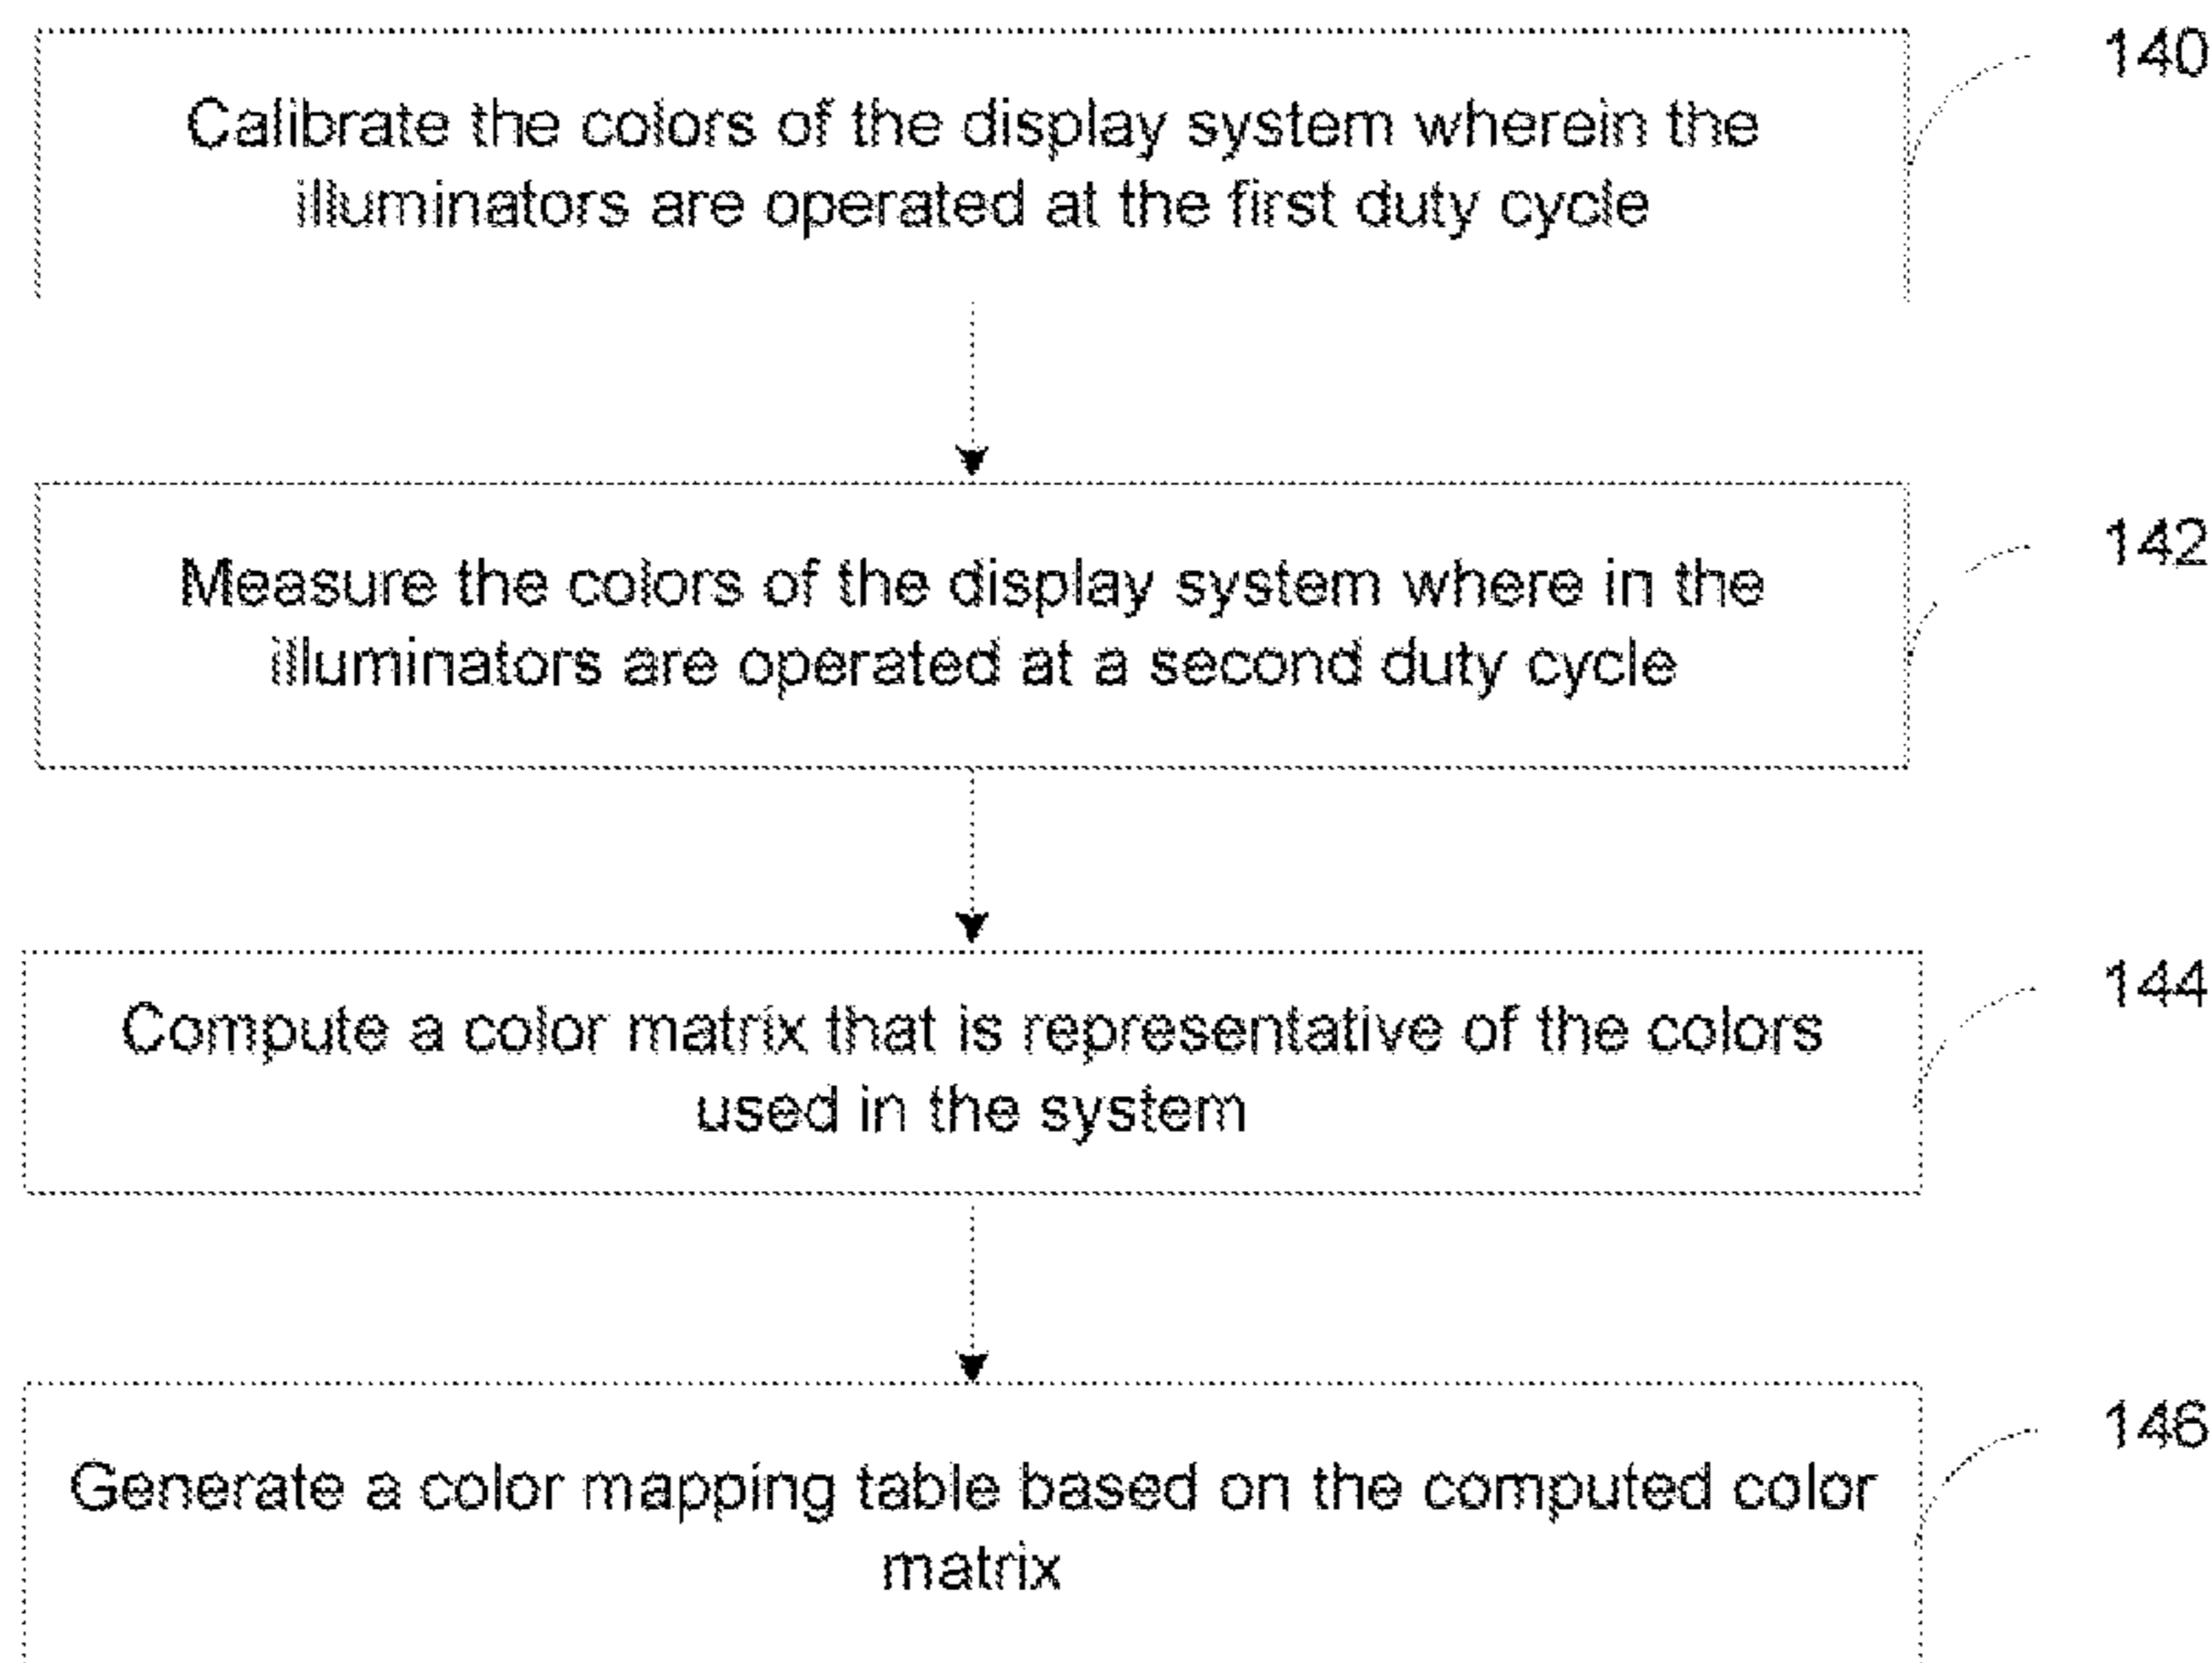 140
Calibrate the colors of the display system wherein the
illuminators are operated at the first duty cycle
142
Measure the colors of the display system where in the
illuminators are operated at a second duty cycle
144
Compute a color matrix that is representative of the colors
used in the system
146
Generate a color mapping table based on the computed color
matrix